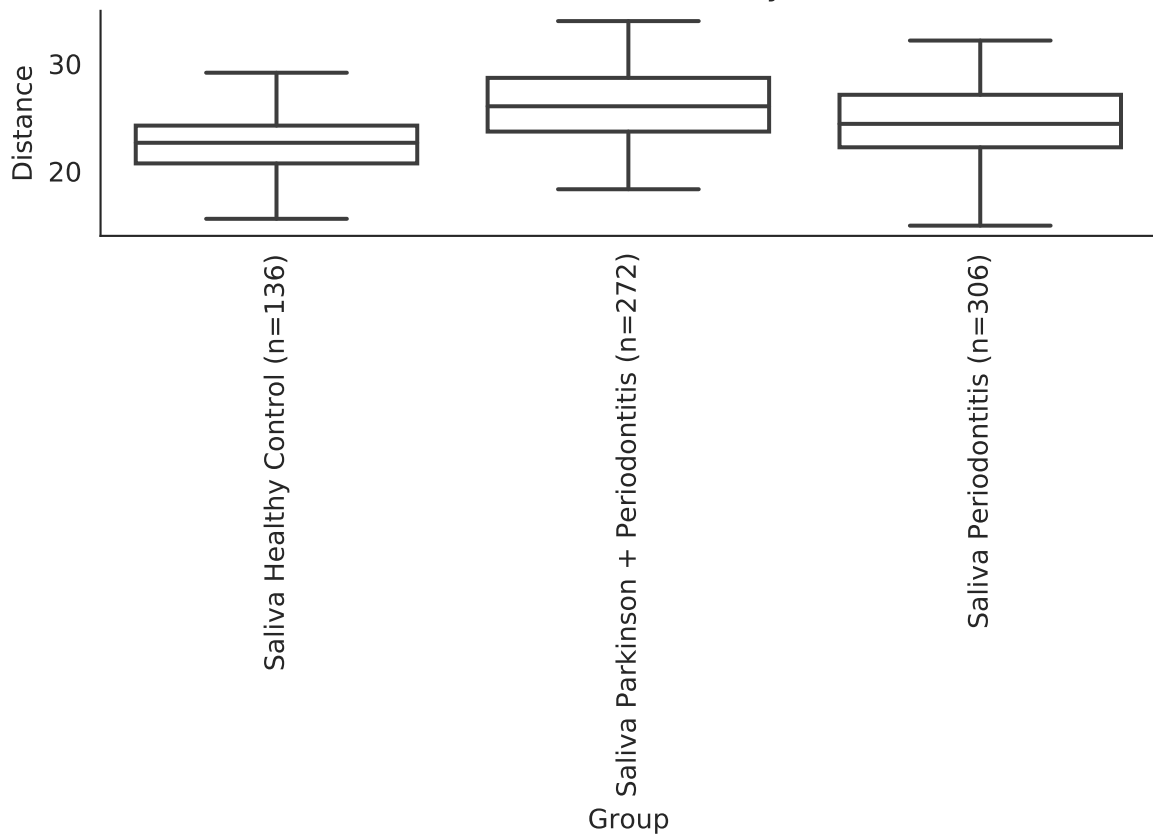 Distance
30
20
Saliva Healthy Control (n=136)
Saliva Parkinson + Periodontitis (n=272)
Saliva Periodontitis (n=306)
Group